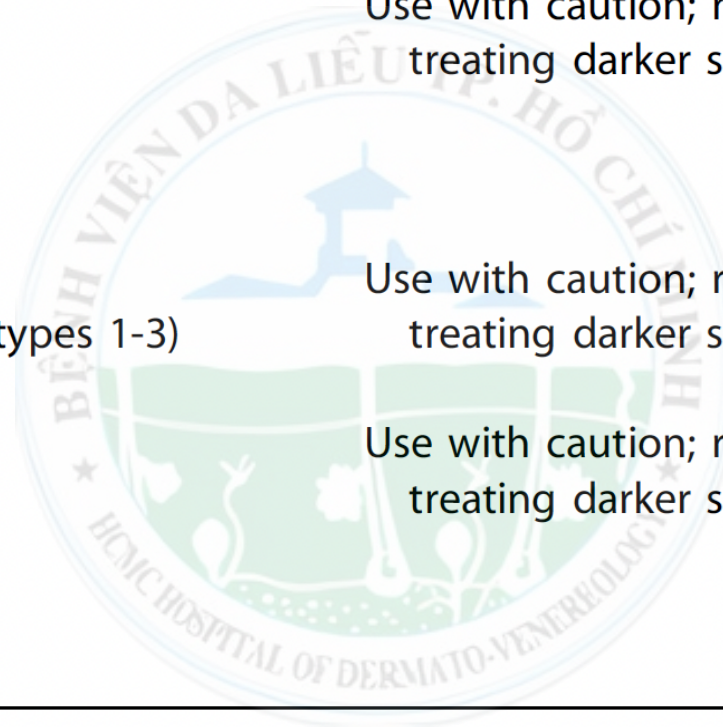 Use with caution; r
treating darker s
Use with caution; r
types 1-3) treating darker s
Use with caution; r
treating darker s
BỆNH VIỆN DA LIỄU TP. HỒ CHÍ MINH
HCMC HOSPITAL OF DERMATO-VENEREOLOGY